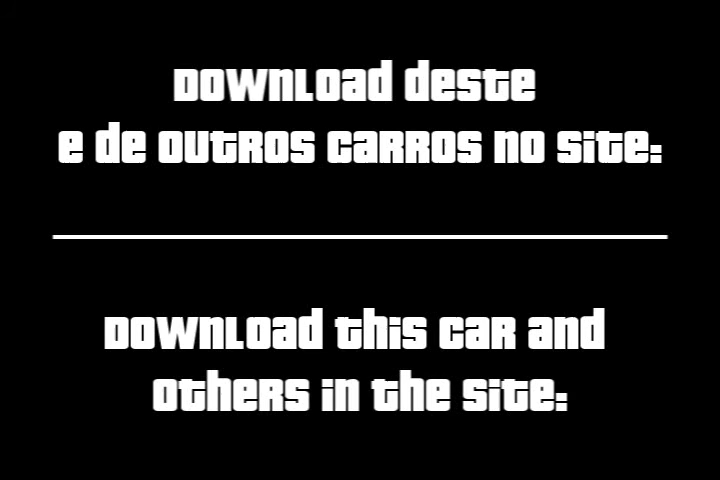 Download deste
e de outros carros no site:
Download this car and
others in the site: